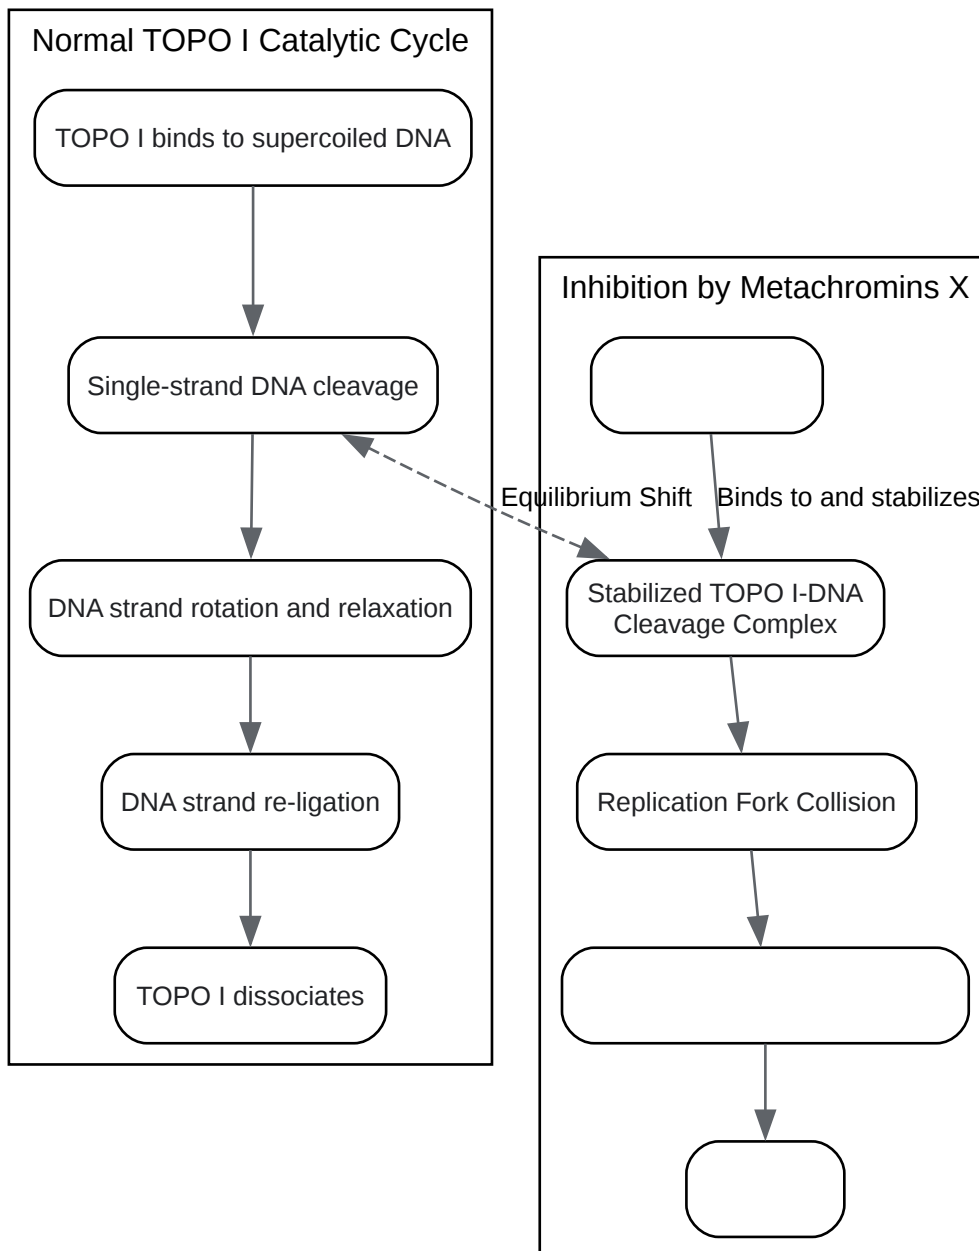 Normal TOPO I Catalytic Cycle
TOPO I binds to supercoiled DNA
Single-strand DNA cleavage
DNA strand rotation and relaxation
DNA strand re-ligation
TOPO I dissociates
Equilibrium Shift
Inhibition by Metachromins X
Binds to and stabilizes
Stabilized TOPO I-DNA
Cleavage Complex
Replication Fork Collision